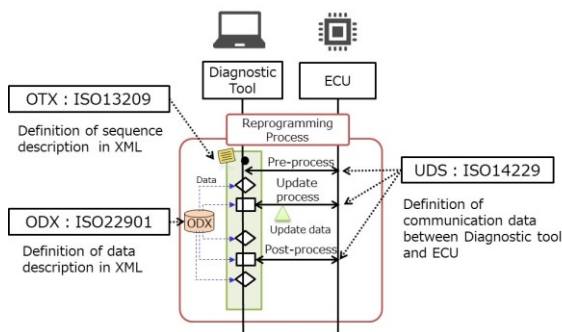 Diagnostic
Tool
ECU
OTX : ISO13209
Definition of sequence
description in XML
Reprogramming
Process
Pre-process
Data
Update
process
UDS : ISO14229
ODX : ISO22901
ODX
Update data
Definition of
communication data
between Diagnostic tool
and ECU
Definition of data
description in XML
Post-process